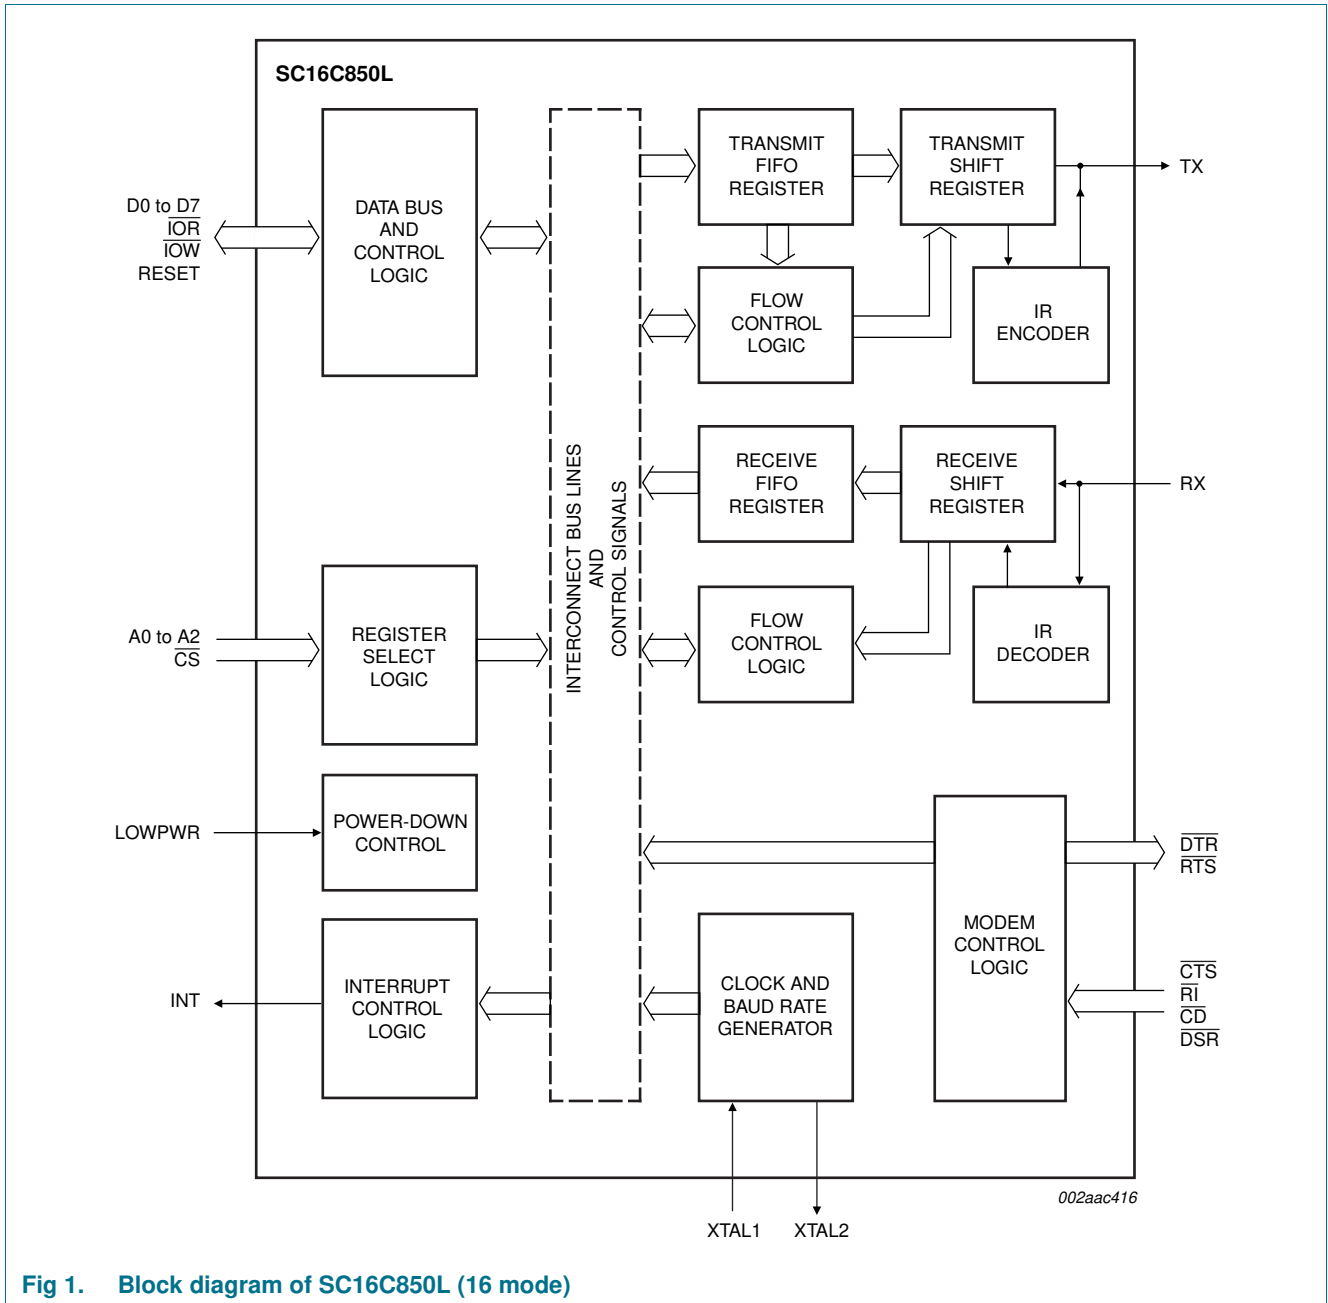 SC16C850L
D0 to D7
IOR
IOW
RESET
DATA BUS
AND
CONTROL
LOGIC
TRANSMIT
FIFO
REGISTER
TRANSMIT
SHIFT
REGISTER
TX
FLOW
CONTROL
LOGIC
IR
ENCODER
INTERCONNECT BUS LINES
AND
CONTROL SIGNALS
RECEIVE
FIFO
REGISTER
RECEIVE
SHIFT
REGISTER
RX
A0 to A2
CS
REGISTER
SELECT
LOGIC
FLOW
CONTROL
LOGIC
IR
DECODER
LOWPWR
POWER-DOWN
CONTROL
DTR
RTS
MODEM
CONTROL
LOGIC
INT
INTERRUPT
CONTROL
LOGIC
CLOCK AND
BAUD RATE
GENERATOR
CTS
RI
CD
DSR
XTAL1
XTAL2
002aac416
Fig 1. Block diagram of SC16C850L (16 mode)